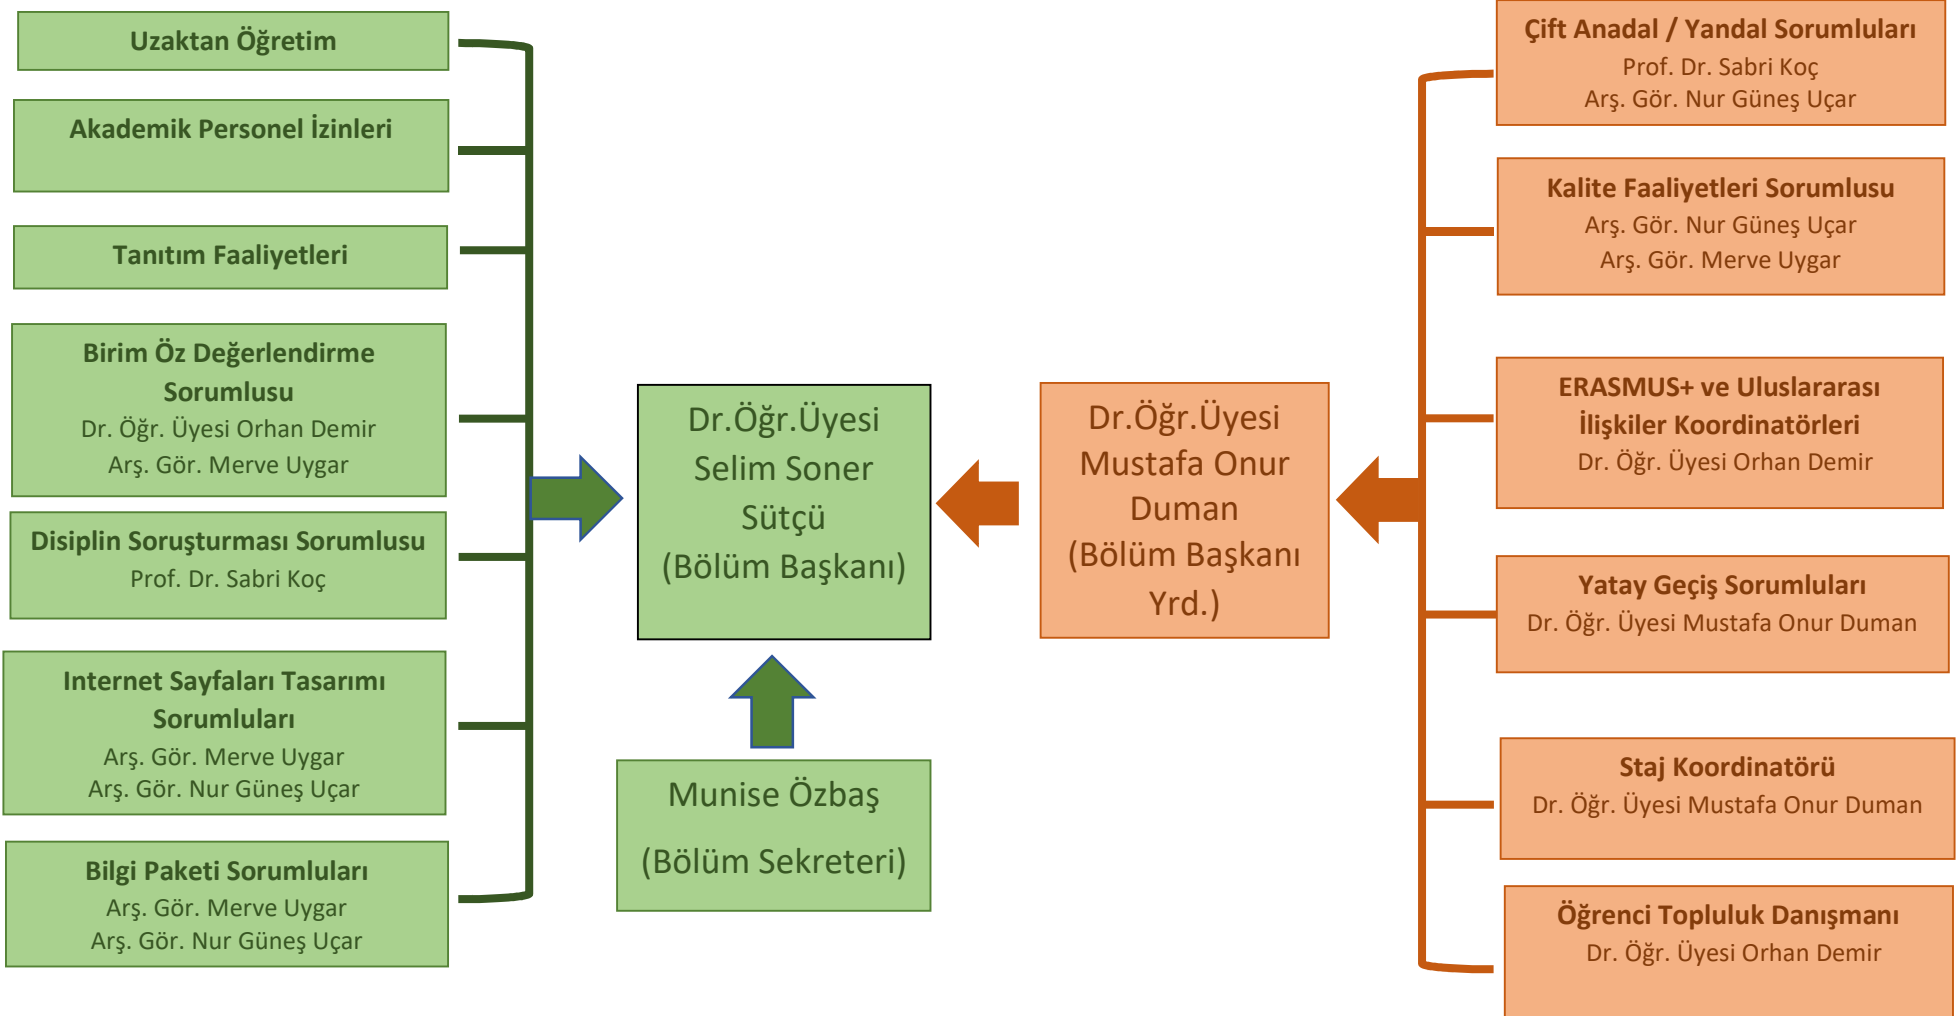 Uzaktan Öğretim
Akademik Personel İzinleri
Tanıtım Faaliyetleri
Birim Öz Değerlendirme
Sorumlusu
Dr. Öğr. Üyesi Orhan Demir
Arş. Gör. Merve Uygar
Disiplin Soruşturması Sorumlusu
Prof. Dr. Sabri Koç
Internet Sayfaları Tasarımı
Sorumluları
Arş. Gör. Merve Uygar
Arş. Gör. Nur Güneş Uçar
Bilgi Paketi Sorumluları
Arş. Gör. Merve Uygar
Arş. Gör. Nur Güneş Uçar
Dr.Öğr.Üyesi
Selim Soner
Sütçü
(Bölüm Başkanı)
Munise Özbaş
(Bölüm Sekreteri)
Dr.Öğr.Üyesi
Mustafa Onur
Duman
(Bölüm Başkanı
Yrd.)
Çift Anadal / Yandal Sorumluları
Prof. Dr. Sabri Koç
Arş. Gör. Nur Güneş Uçar
Kalite Faaliyetleri Sorumlusu
Arş. Gör. Nur Güneş Uçar
Arş. Gör. Merve Uygar
ERASMUS+ ve Uluslararası
İlişkiler Koordinatörleri
Dr. Öğr. Üyesi Orhan Demir
Yatay Geçiş Sorumluları
Dr. Öğr. Üyesi Mustafa Onur Duman
Staj Koordinatörü
Dr. Öğr. Üyesi Mustafa Onur Duman
Öğrenci Topluluk Danışmanı
Dr. Öğr. Üyesi Orhan Demir